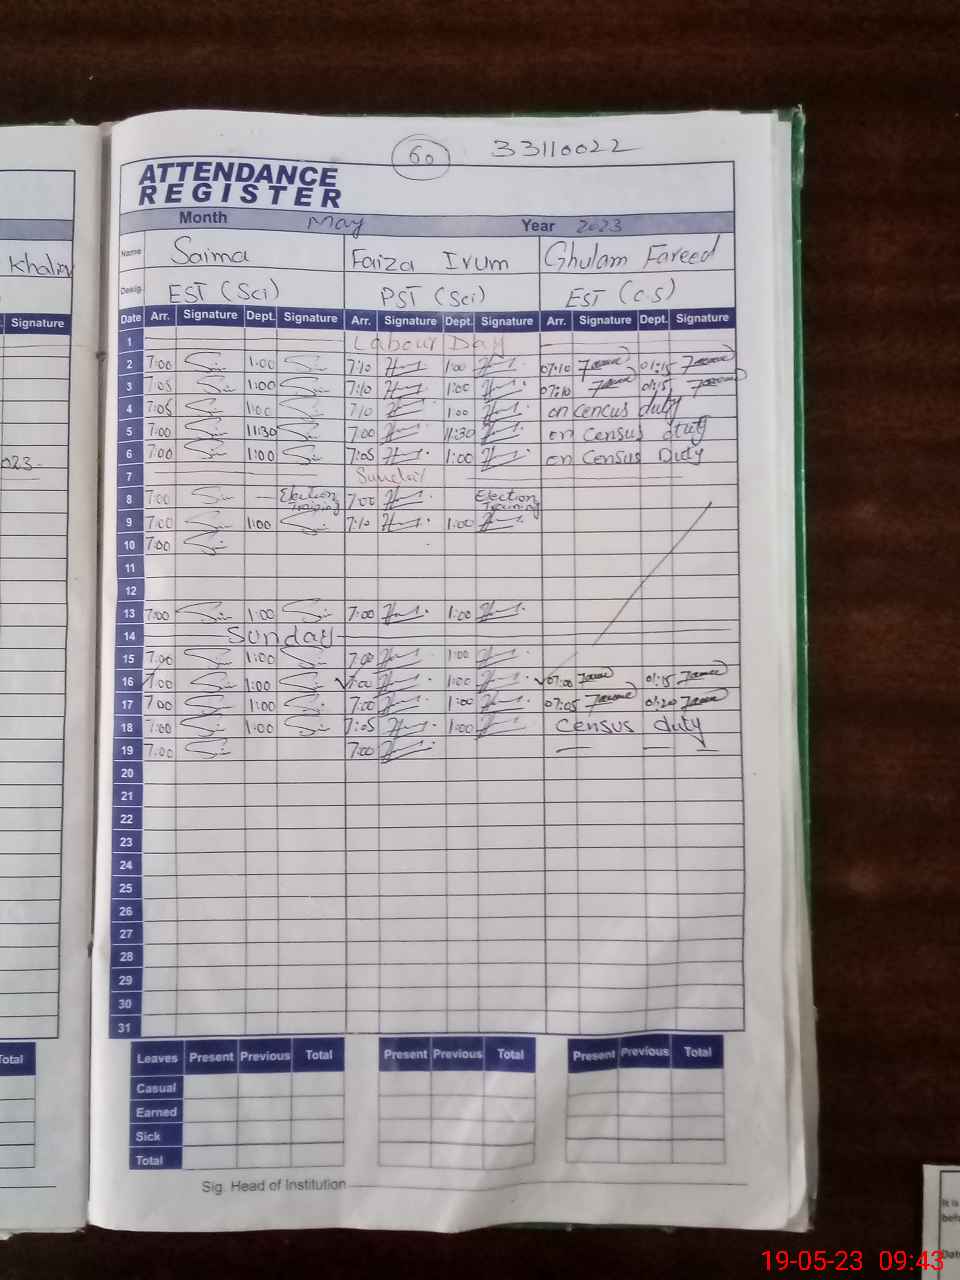 60 33110022
ATTENDANCE
REGISTER
Month May Year 2023
Name Saima Faiza Irum Ghulam Fareed
Desig. EST (Sci) PST (Sci) EST (C.S)
Date Arr. Signature Dept. Signature Arr. Signature Dept. Signature Arr. Signature Dept. Signature
1 Labour Day
2 7:00 1:00 7:10 1:00 07:10 01:15
3 7:05 1:00 7:10 1:00 07:10 01:15
4 7:05 1:00 7:10 1:00 on cencus duty
5 7:00 11:30 7:00 11:30 on Census duty
6 7:00 1:00 7:05 1:00 on Census Duty
7 Sunday
8 7:00 — Election Training 7:00 Election Training
9 7:00 1:00 7:10 1:00
10 7:00
11
12
13 7:00 1:00 7:00 1:00
14 Sunday
15 7:00 1:00 7:00 1:00
16 7:00 1:00 7:00 1:00 07:00 01:15
17 7:00 1:00 7:00 1:00 07:05 01:20
18 7:00 1:00 7:05 1:00 Census duty
19 7:00 7:00 — — —
20
21
22
23
24
25
26
27
28
29
30
31
Leaves Present Previous Total Present Previous Total Present Previous Total
Casual
Earned
Sick
Total
Sig. Head of Institution
Signature
023-
Total
It is
Date
19-05-23 09:43